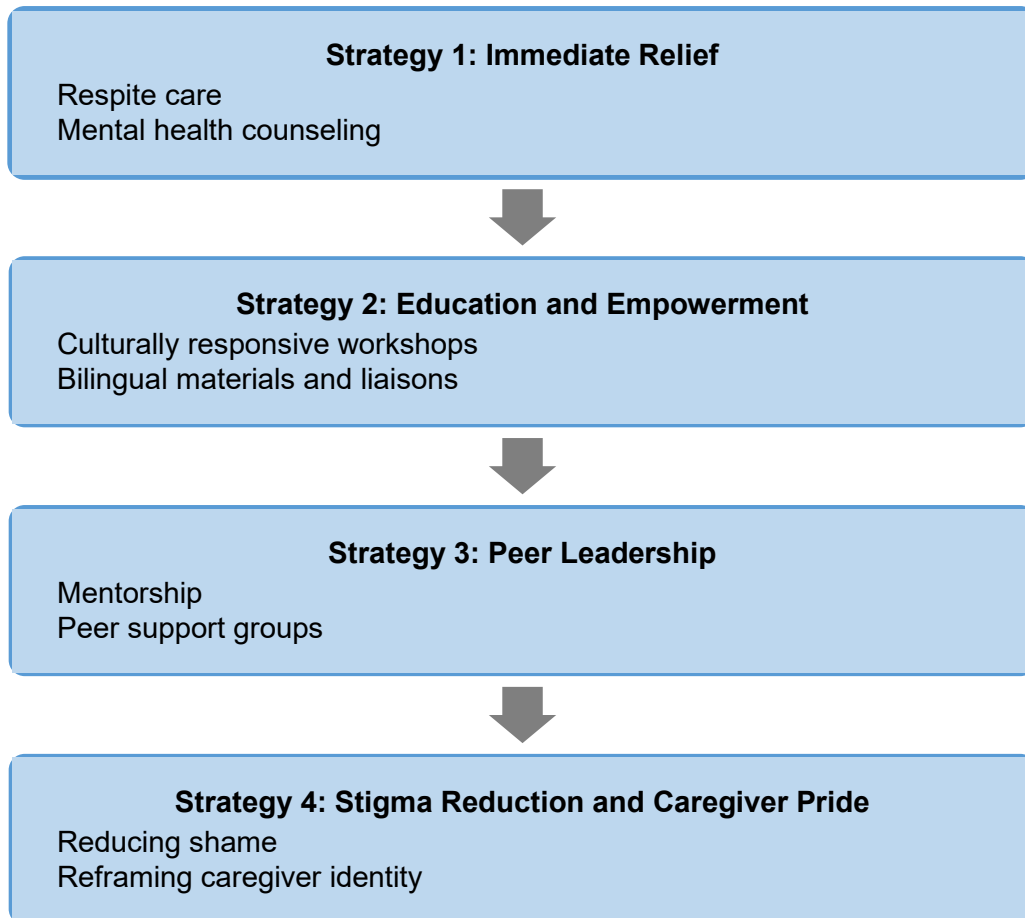 Strategy 1: Immediate Relief
Respite care
Mental health counseling
Strategy 2: Education and Empowerment
Culturally responsive workshops
Bilingual materials and liaisons
Strategy 3: Peer Leadership
Mentorship
Peer support groups
Strategy 4: Stigma Reduction and Caregiver Pride
Reducing shame
Reframing caregiver identity